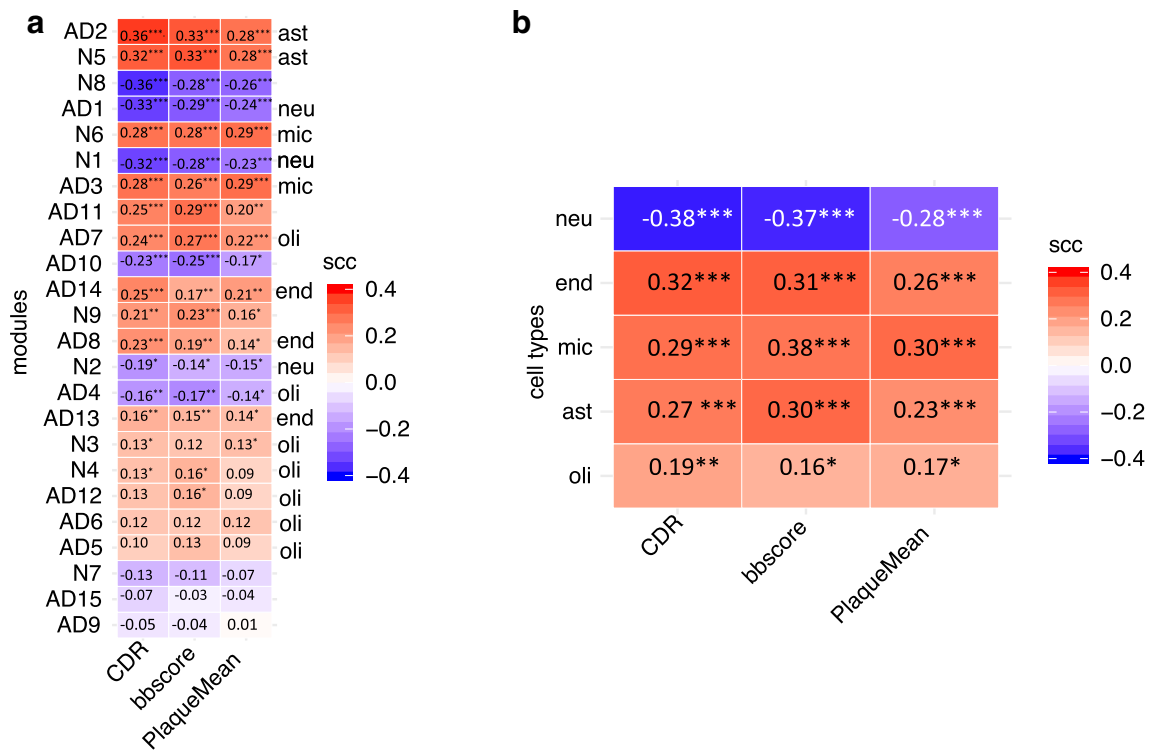 a
b
modules
AD2 0.36*** 0.33*** 0.28*** ast
N5 0.32*** 0.33*** 0.28*** ast
N8 -0.36*** -0.28*** -0.26***
AD1 -0.33*** -0.29*** -0.24*** neu
N6 0.28*** 0.28*** 0.29*** mic
N1 -0.32*** -0.28*** -0.23*** neu
AD3 0.28*** 0.26*** 0.29*** mic
AD11 0.25*** 0.29*** 0.20**
AD7 0.24*** 0.27*** 0.22*** oli
AD10 -0.23*** -0.25*** -0.17*
AD14 0.25*** 0.17** 0.21** end
N9 0.21** 0.23*** 0.16*
AD8 0.23*** 0.19** 0.14* end
N2 -0.19* -0.14* -0.15* neu
AD4 -0.16** -0.17** -0.14* oli
AD13 0.16** 0.15** 0.14* end
N3 0.13* 0.12 0.13* oli
N4 0.13* 0.16* 0.09 oli
AD12 0.13 0.16* 0.09 oli
AD6 0.12 0.12 0.12 oli
AD5 0.10 0.13 0.09 oli
N7 -0.13 -0.11 -0.07
AD15 -0.07 -0.03 -0.04
AD9 -0.05 -0.04 0.01
CDR bbscore PlaqueMean
scc
0.4
0.2
0.0
−0.2
−0.4
cell types
neu -0.38*** -0.37*** -0.28***
end 0.32*** 0.31*** 0.26***
mic 0.29*** 0.38*** 0.30***
ast 0.27 *** 0.30*** 0.23***
oli 0.19** 0.16* 0.17*
CDR bbscore PlaqueMean
scc
0.4
0.2
0.0
−0.2
−0.4